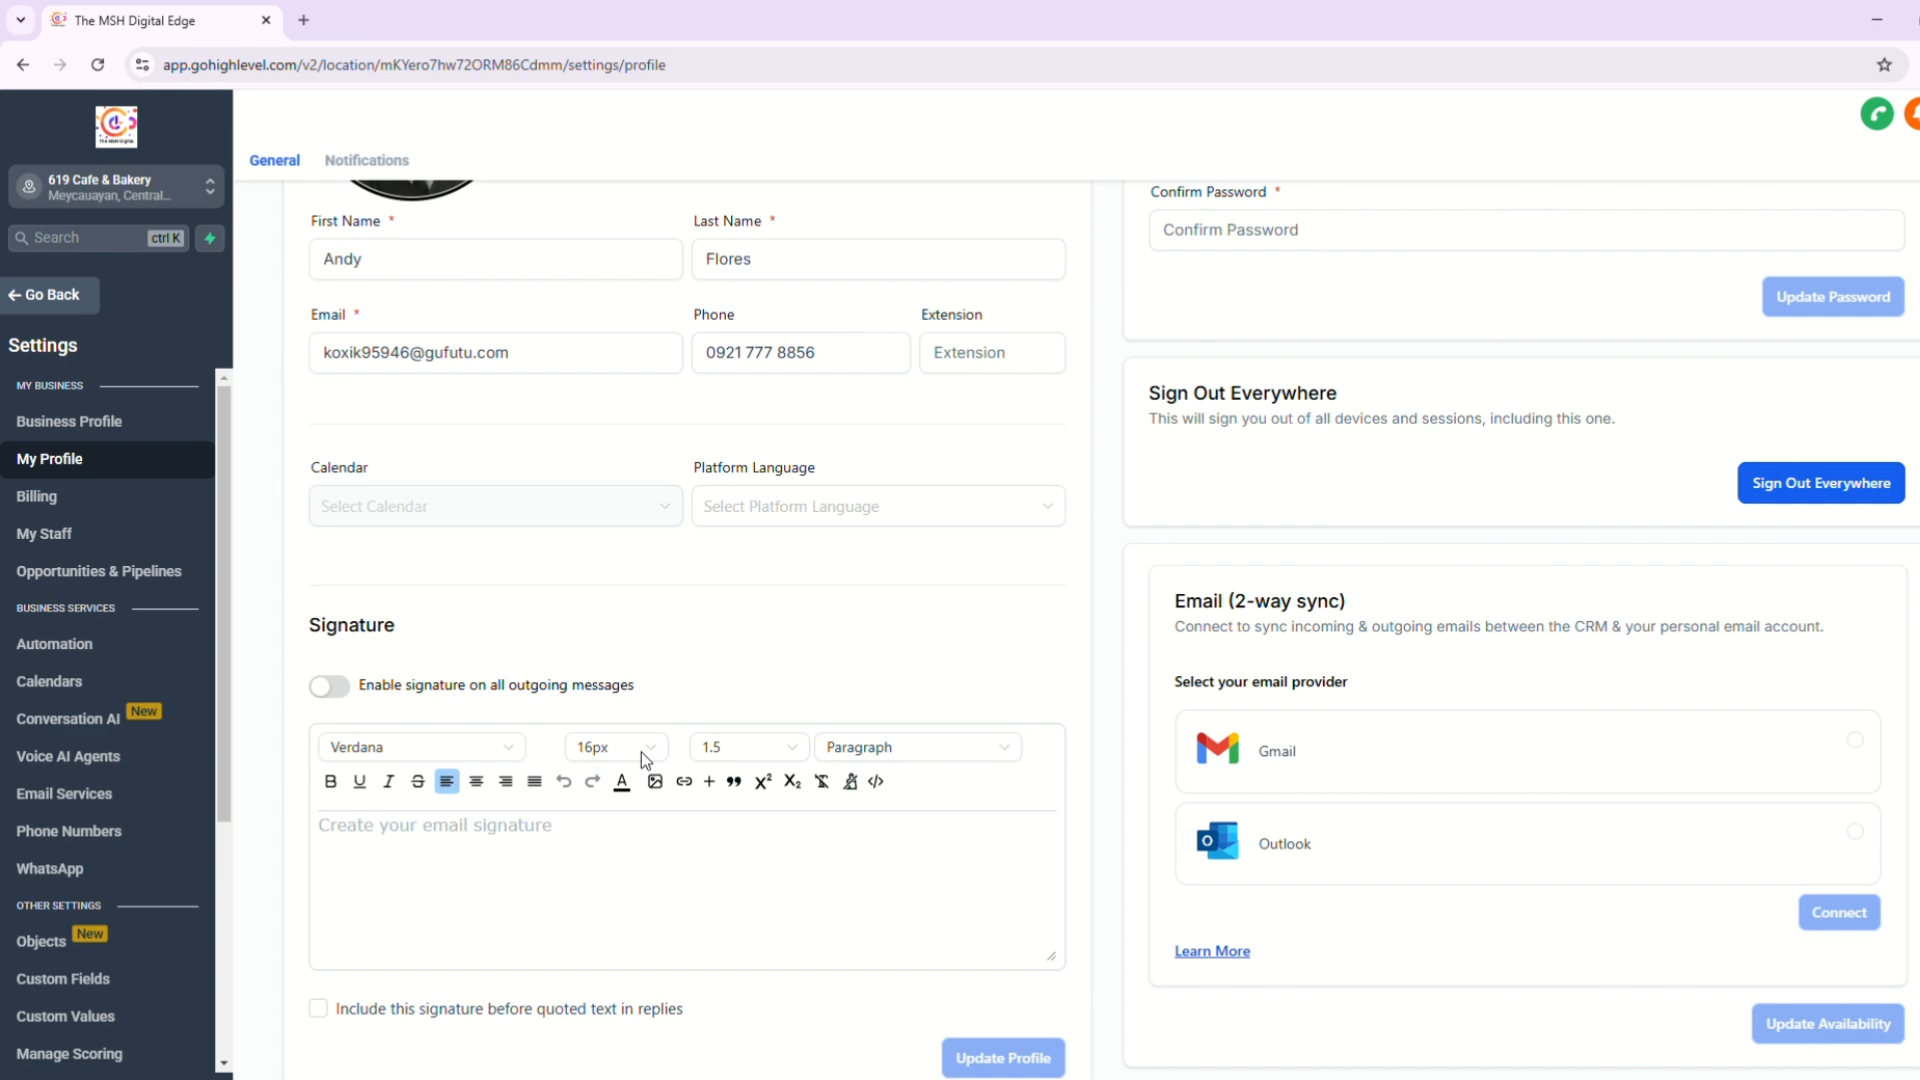 The MSH Digital Edge
app.gohighlevel.com/v2/location/mKYero7hw72ORM86Cdmm/settings/profile
619 Cafe & Bakery
Meycauayan, Central...
Search
ctrl K
Go Back
Settings
MY BUSINESS
Business Profile
My Profile
Billing
My Staff
Opportunities & Pipelines
BUSINESS SERVICES
Automation
Calendars
Conversation AI New
Voice AI Agents
Email Services
Phone Numbers
WhatsApp
OTHER SETTINGS
Objects New
Custom Fields
Custom Values
Manage Scoring
General Notifications
First Name *
Last Name *
Andy
Flores
Email *
Phone
Extension
koxik95946@gufutu.com
0921 777 8856
Extension
Calendar
Platform Language
Select Calendar
Select Platform Language
Signature
Enable signature on all outgoing messages
Verdana 16px 1.5 Paragraph
Create your email signature
Include this signature before quoted text in replies
Update Profile
Confirm Password *
Confirm Password
Update Password
Sign Out Everywhere
This will sign you out of all devices and sessions, including this one.
Sign Out Everywhere
Email (2-way sync)
Connect to sync incoming & outgoing emails between the CRM & your personal email account.
Select your email provider
Gmail
Outlook
Connect
Learn More
Update Availability